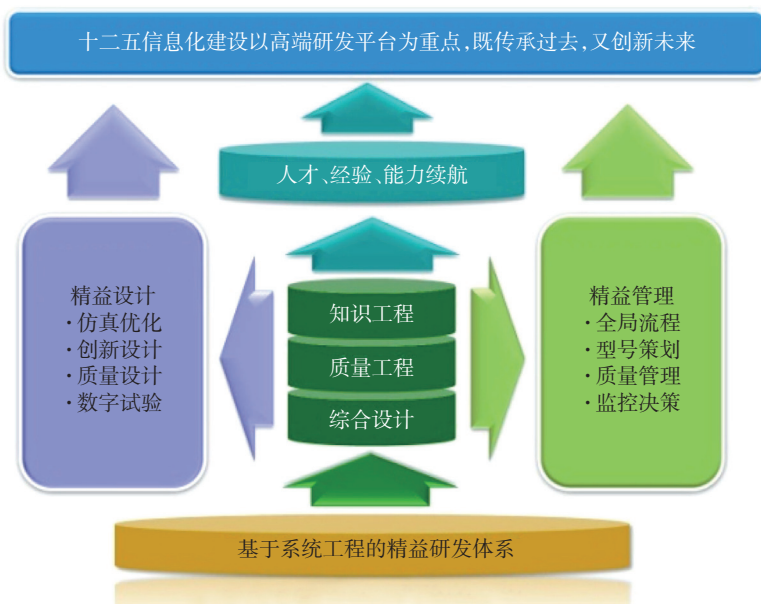 十二五信息化建设以高端研发平台为重点,既传承过去,又创新未来
人才、经验、能力续航
精益设计
·仿真优化
·创新设计
·质量设计
·数字试验
知识工程
质量工程
综合设计
精益管理
·全局流程
·型号策划
·质量管理
·监控决策
基于系统工程的精益研发体系